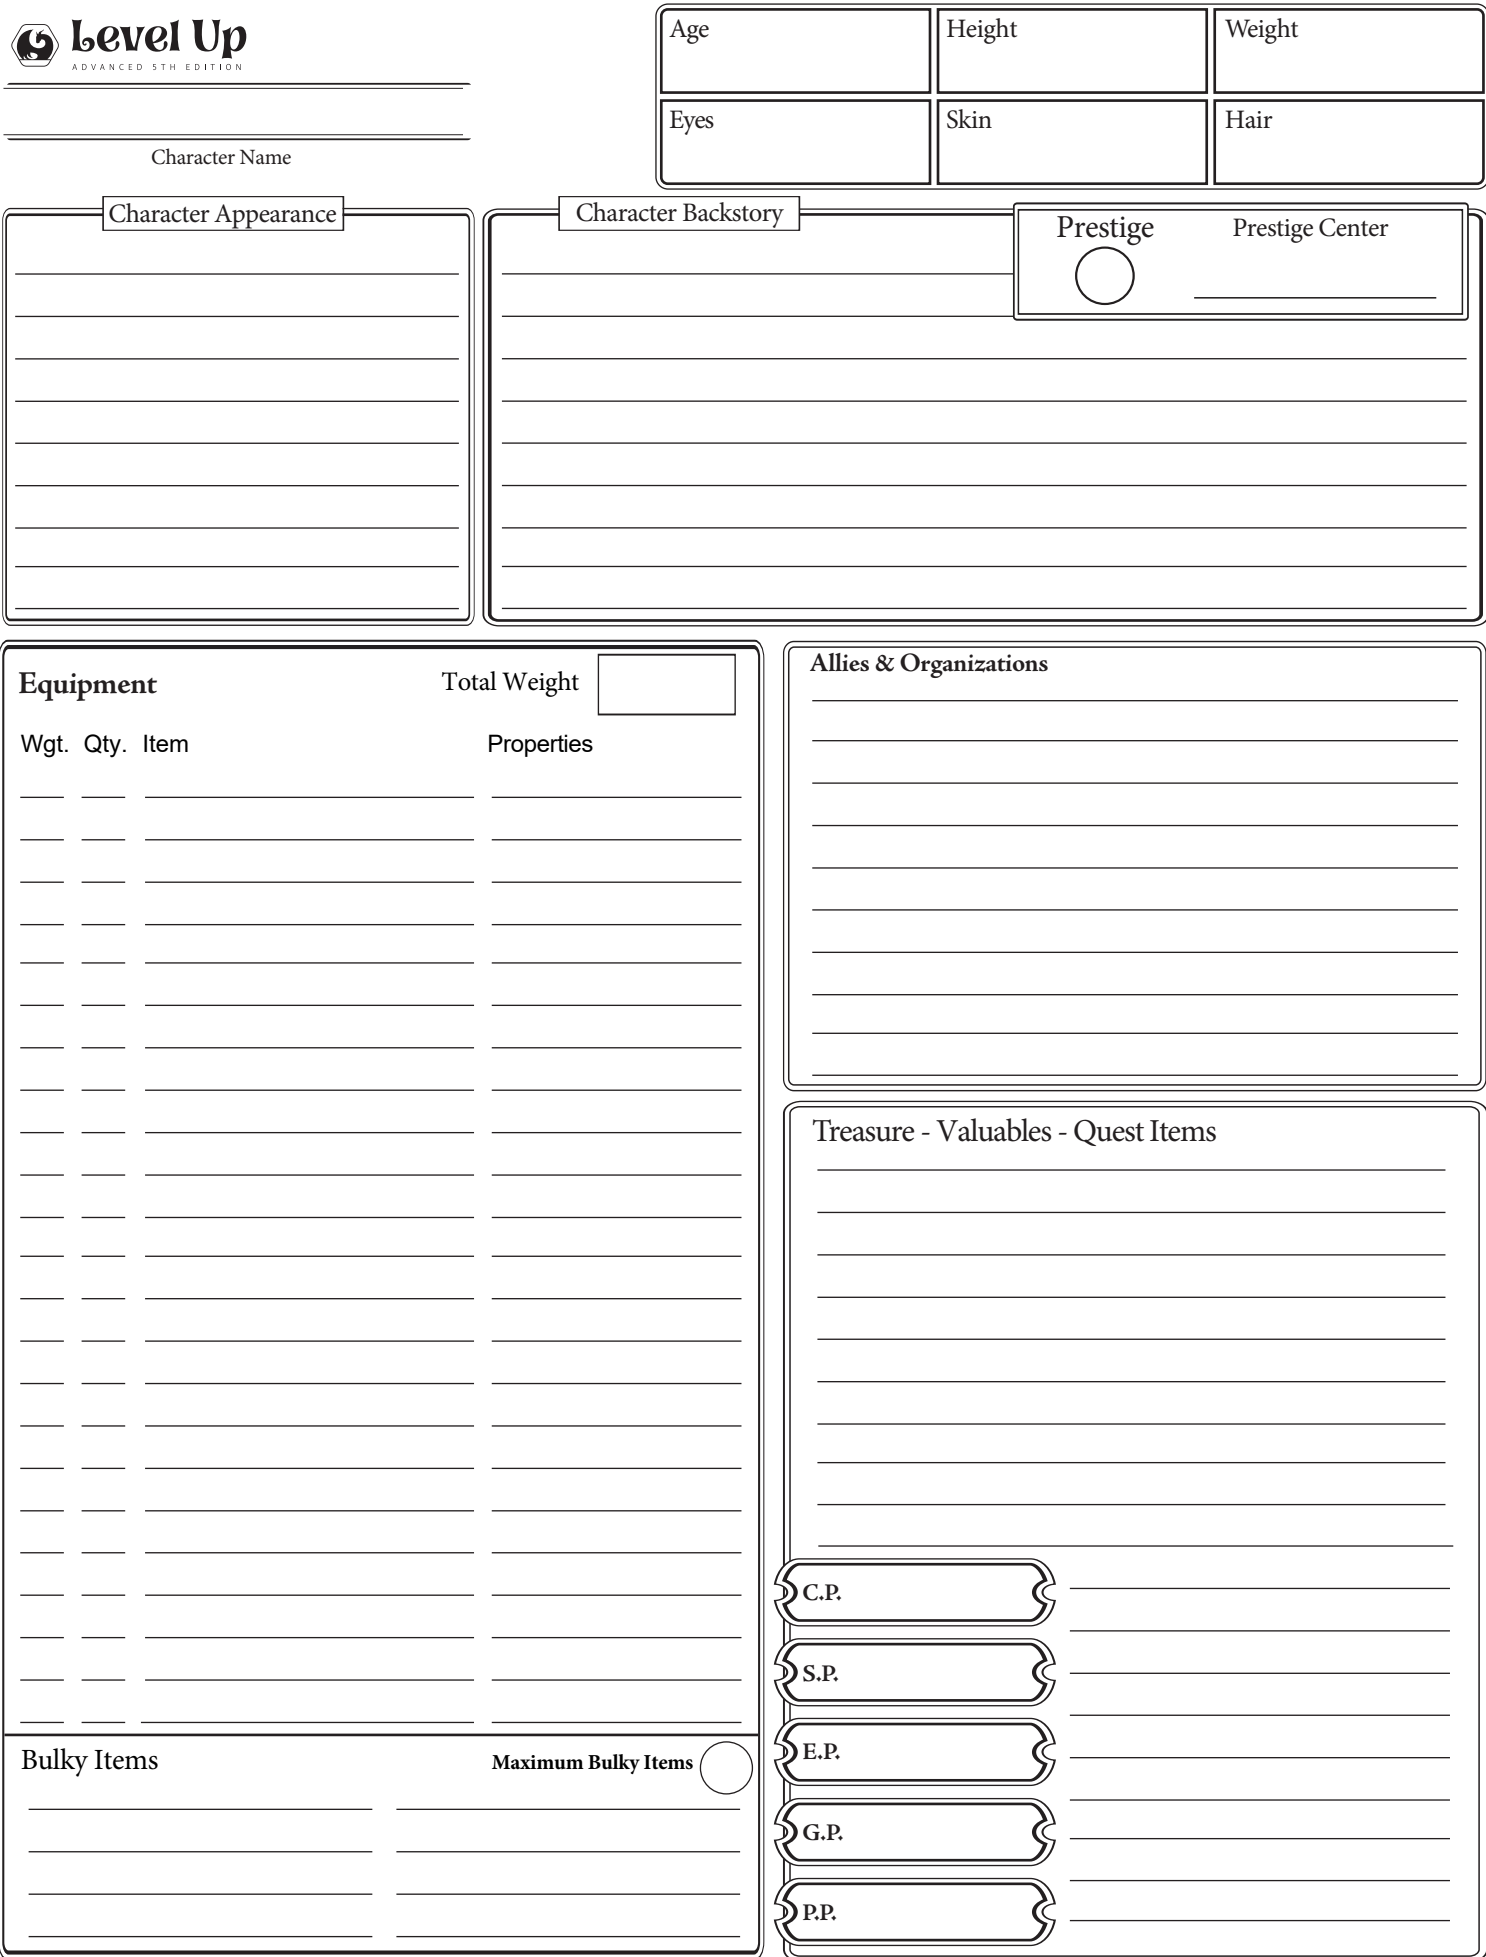 Level Up
ADVANCED 5TH EDITION
Character Name
Age
Height
Weight
Eyes
Skin
Hair
Character Appearance
Character Backstory
Prestige
Prestige Center
Equipment
Total Weight
Wgt. Qty. Item Properties
Allies & Organizations
Treasure - Valuables - Quest Items
C.P.
S.P.
E.P.
G.P.
P.P.
Bulky Items
Maximum Bulky Items